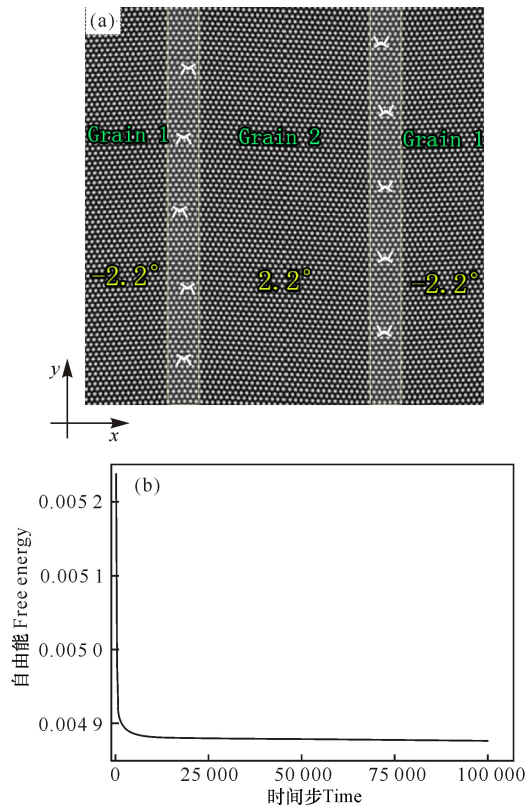 (a)
Grain 1 Grain 2 Grain 1
-2.2° 2.2° -2.2°
y
x
(b)
自由能 Free energy
0.005 2
0.005 1
0.005 0
0.004 9
0 25 000 50 000 75 000 100 000
时间步Time